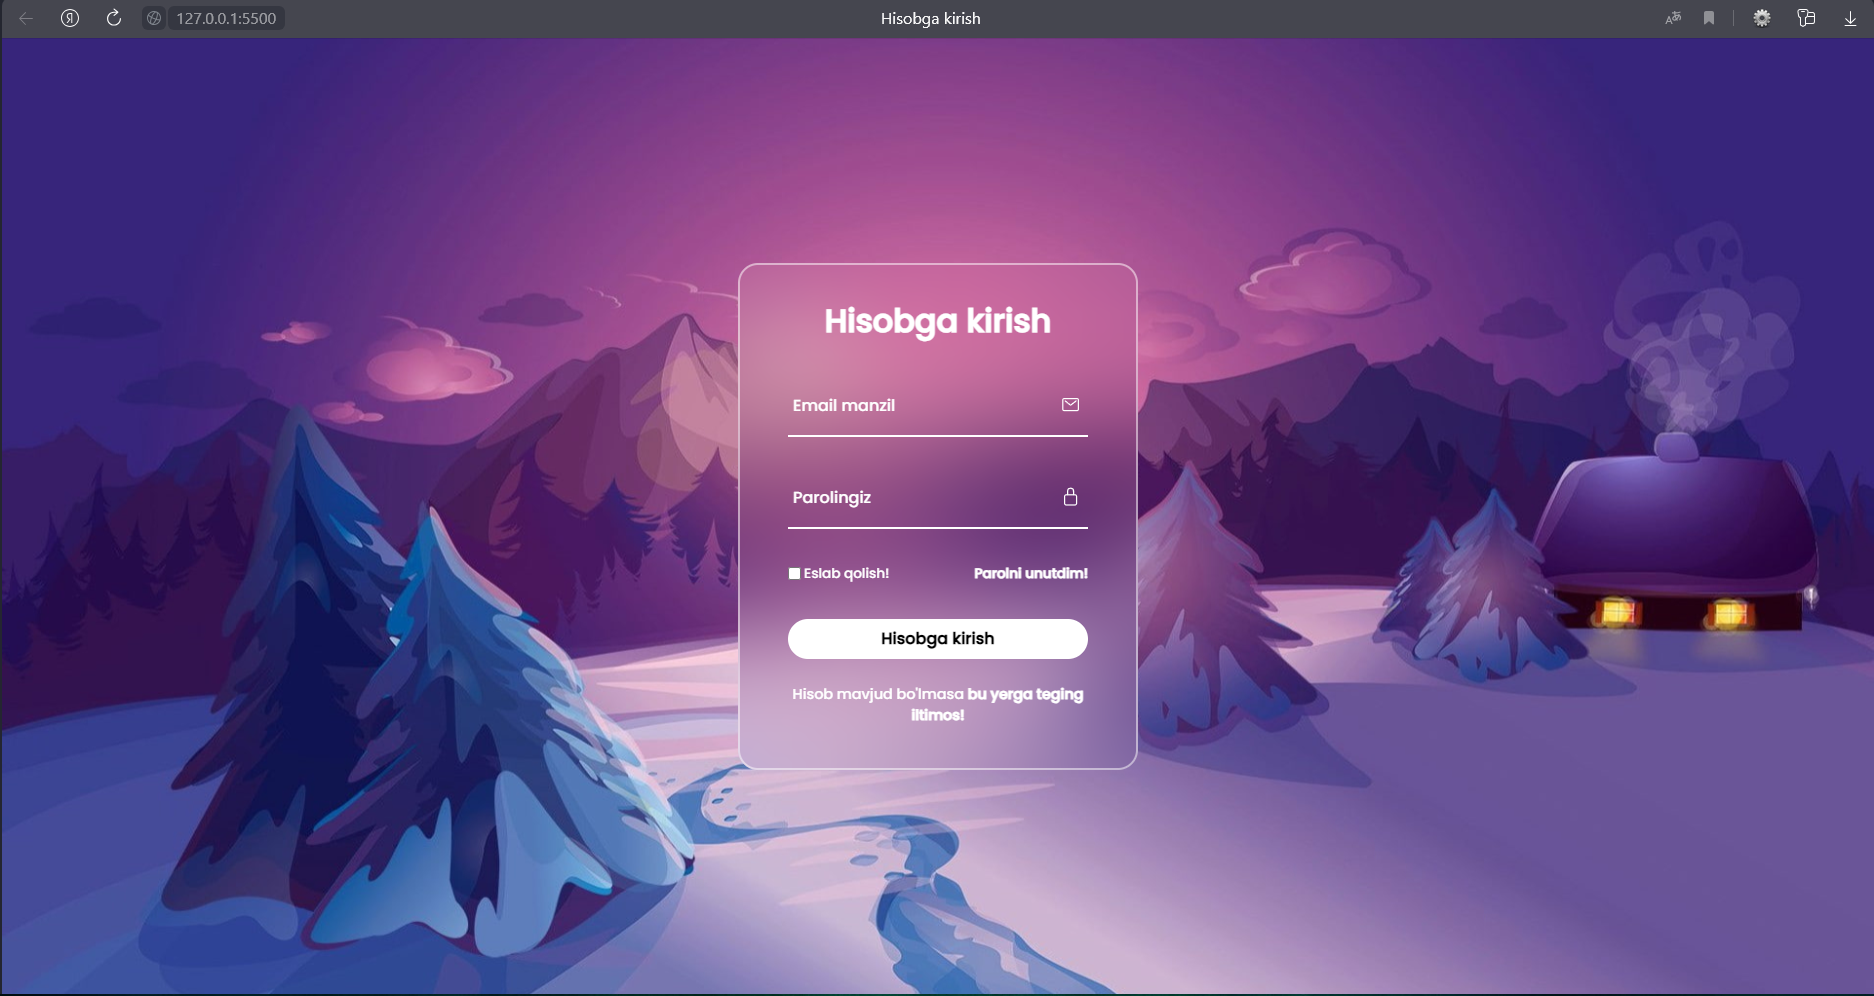 127.0.0.1:5500
Hisobga kirish
Hisobga kirish
Email manzil
Parolingiz
Eslab qolish! Parolni unutdim!
Hisobga kirish
Hisob mavjud bo'lmasa bu yerga teging
iltimos!